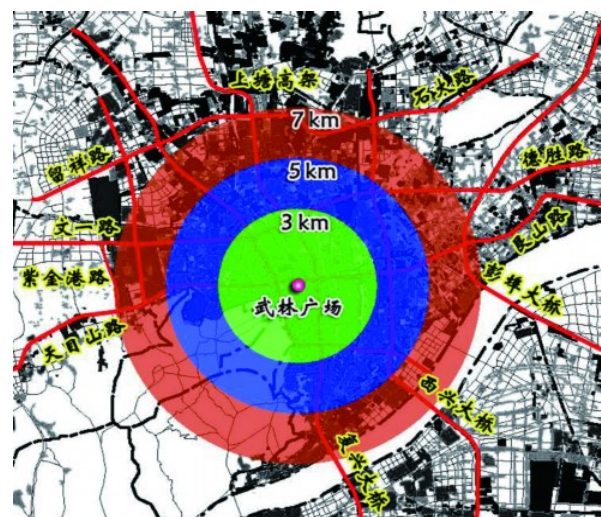 上塘高架
石大路
7 km
留祥路
5 km
德胜路
3 km
文一路
艮山路
紫金港路
彭埠大桥
武林广场
天目山路
西兴大桥
复兴大桥